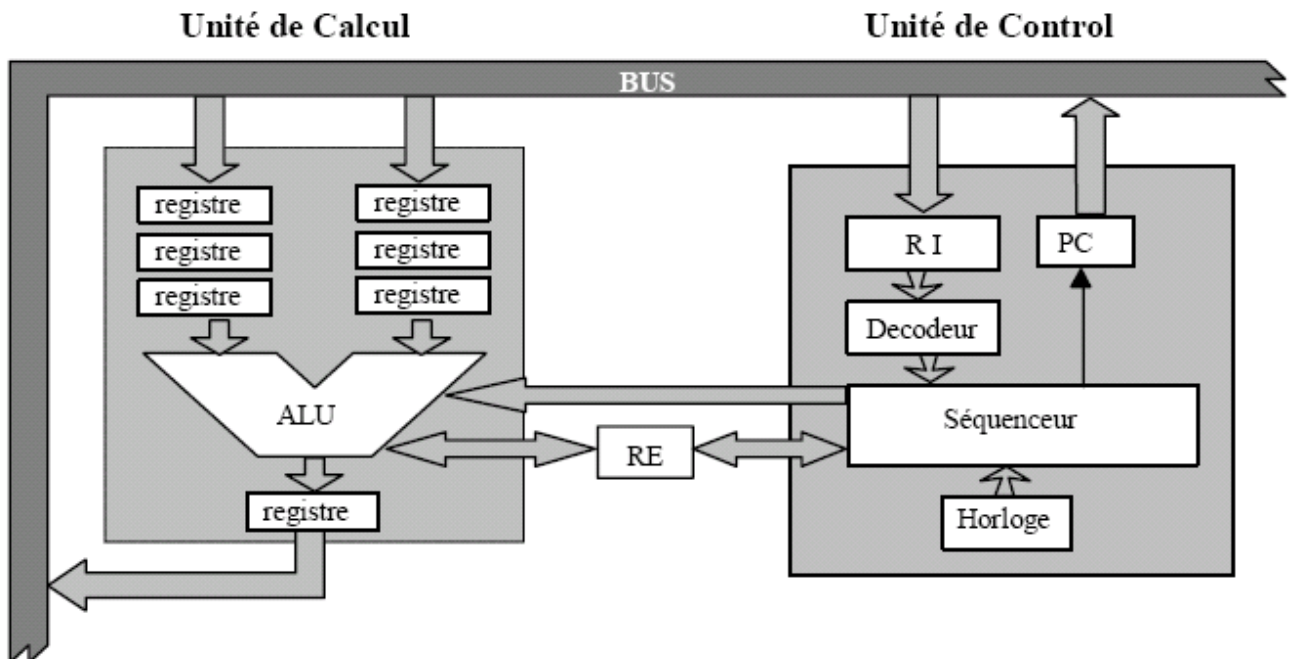 Unité de Calcul
Unité de Control
BUS
registre
registre
registre
registre
registre
registre
ALU
registre
RE
R I
PC
Decodeur
Séquenceur
Horloge